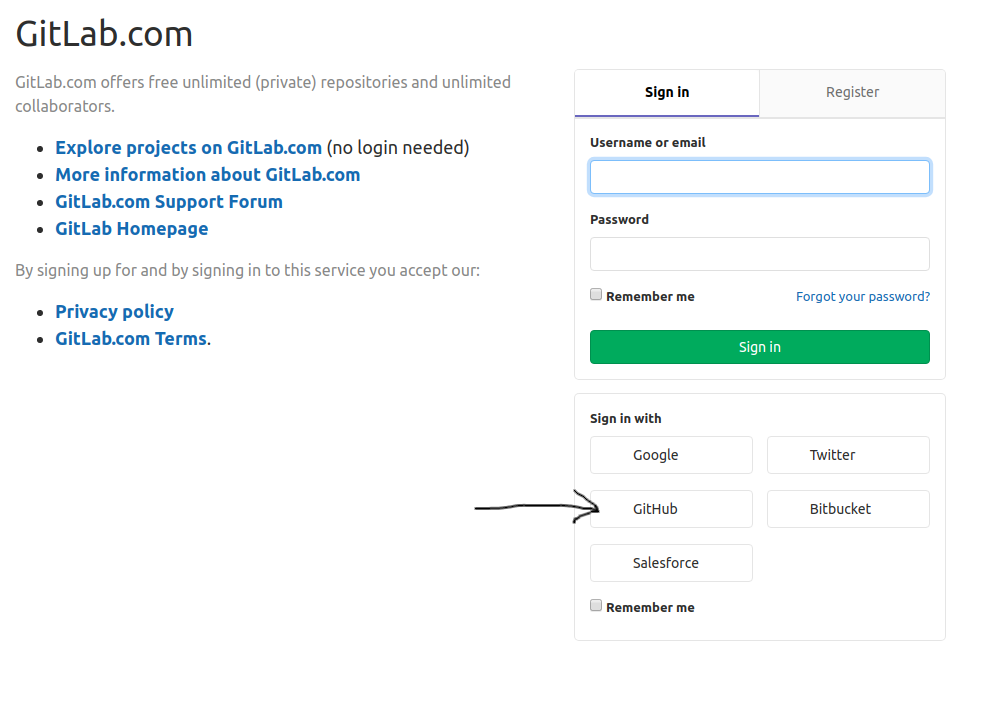 GitLab.com
GitLab.com offers free unlimited (private) repositories and unlimited
collaborators.
Explore projects on GitLab.com (no login needed)
More information about GitLab.com
GitLab.com Support Forum
GitLab Homepage
By signing up for and by signing in to this service you accept our:
Privacy policy
GitLab.com Terms.
Sign in Register
Username or email
Password
Remember me Forgot your password?
Sign in
Sign in with
Google Twitter
GitHub Bitbucket
Salesforce
Remember me